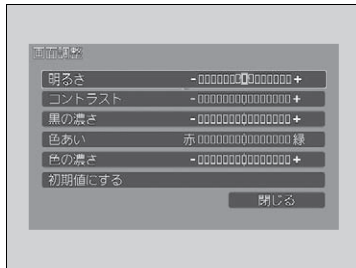 画面調整
明るさ - +
コントラスト - +
黒の濃さ - +
色あい 赤 緑
色の濃さ - +
初期値にする
閉じる